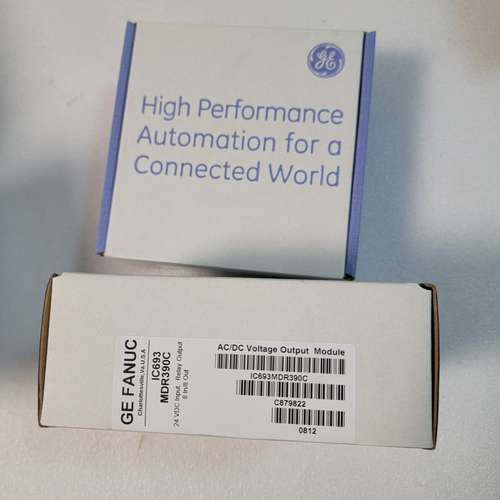 GE
High Performance
Automation for a
Connected World
GE FANUC
Charlottesville, Va. U.S.A
IC693
MDR390C
24 VDC Input, Relay Output
8 In/8 Out
AC/DC Voltage Output Module
IC693MDR390C
C879822
0812